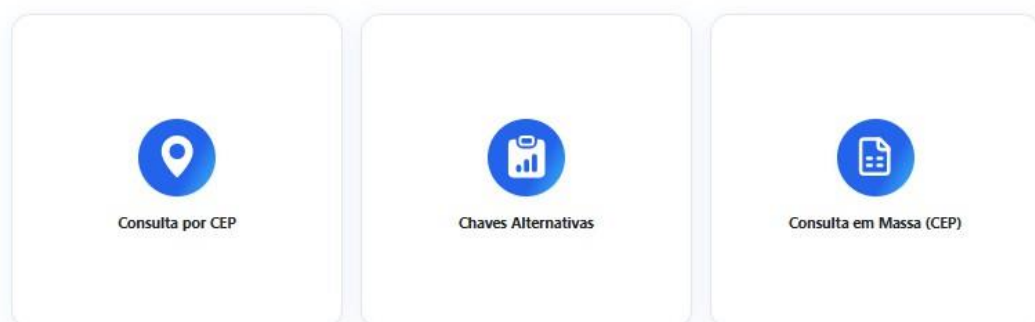 Consulta por CEP
Chaves Alternativas
Consulta em Massa (CEP)